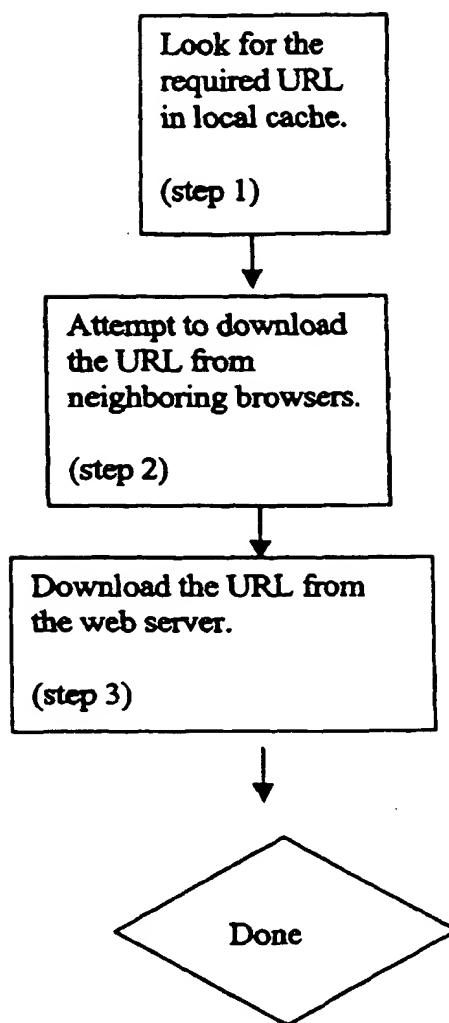 Look for the
required URL
in local cache.
(step 1)
Attempt to download
the URL from
neighboring browsers.
(step 2)
Download the URL from
the web server.
(step 3)
Done